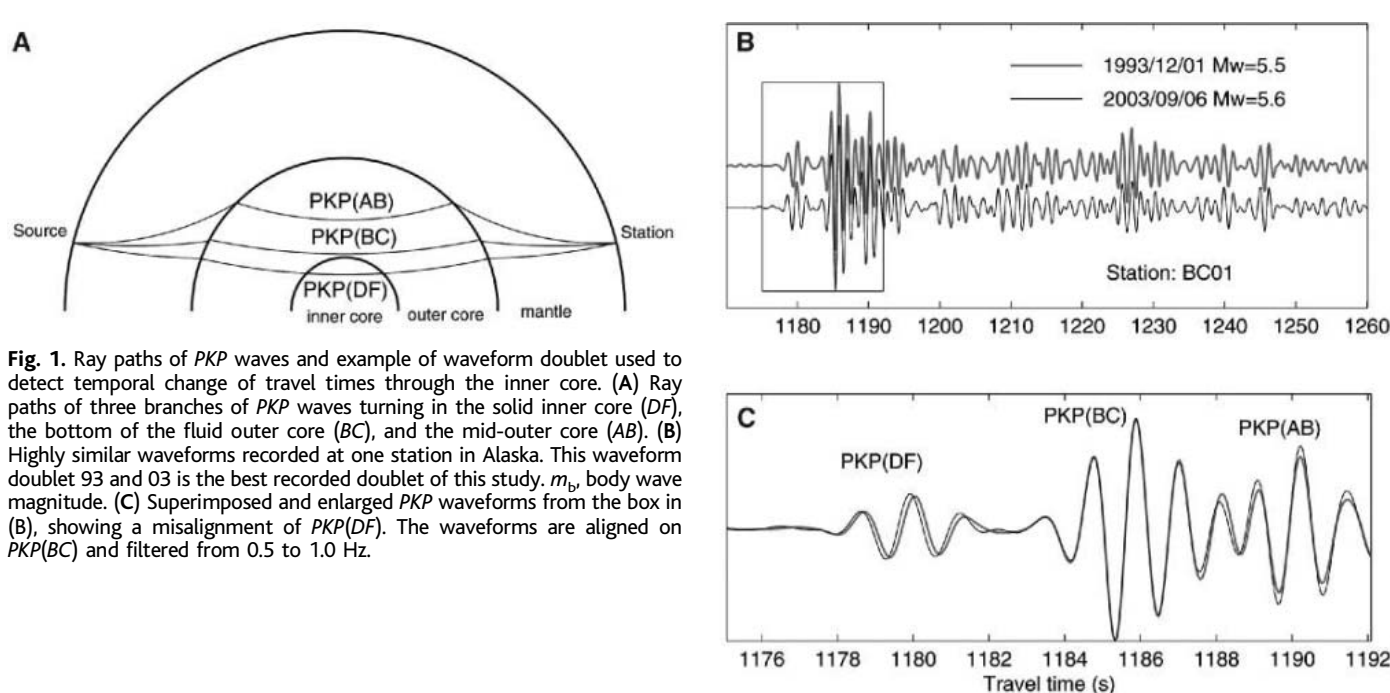 A
PKP(AB)
PKP(BC)
Source
Station
PKP(DF)
inner core outer core mantle
Fig. 1. Ray paths of PKP waves and example of waveform doublet used to
detect temporal change of travel times through the inner core. (A) Ray
paths of three branches of PKP waves turning in the solid inner core (DF),
the bottom of the fluid outer core (BC), and the mid-outer core (AB). (B)
Highly similar waveforms recorded at one station in Alaska. This waveform
doublet 93 and 03 is the best recorded doublet of this study. mb, body wave
magnitude. (C) Superimposed and enlarged PKP waveforms from the box in
(B), showing a misalignment of PKP(DF). The waveforms are aligned on
PKP(BC) and filtered from 0.5 to 1.0 Hz.
B
1993/12/01 Mw=5.5
2003/09/06 Mw=5.6
Station: BC01
1180 1190 1200 1210 1220 1230 1240 1250 1260
C
PKP(BC)
PKP(AB)
PKP(DF)
1176 1178 1180 1182 1184 1186 1188 1190 1192
Travel time (s)